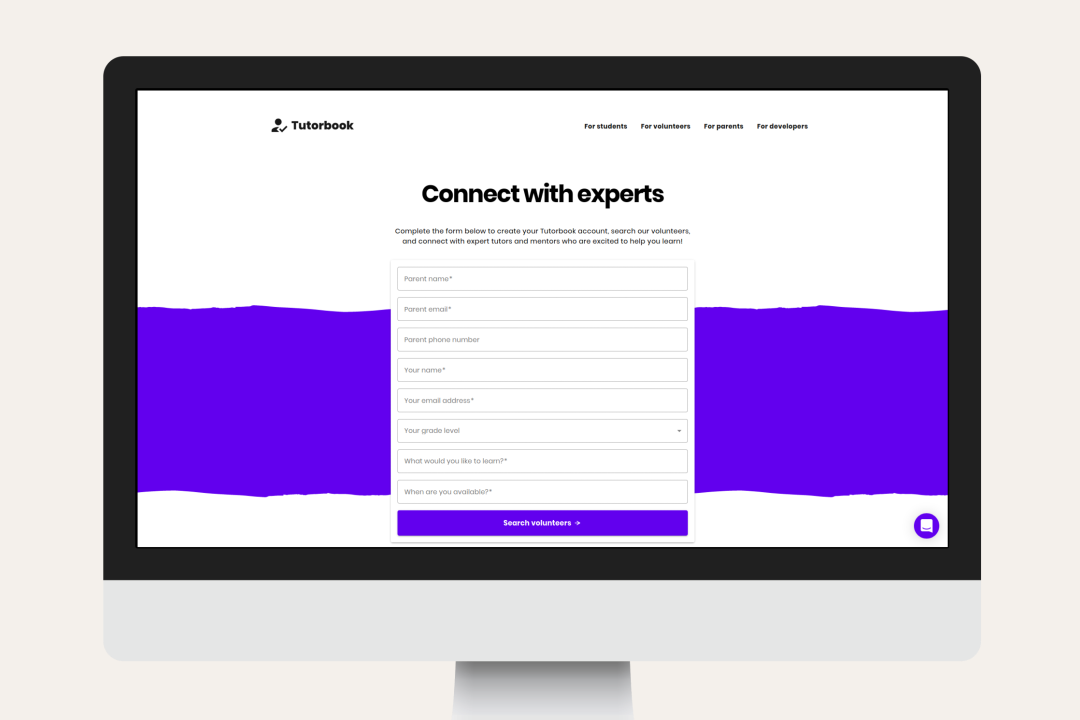 Tutorbook
For students For volunteers For parents For developers
Connect with experts
Complete the form below to create your Tutorbook account, search our volunteers,
and connect with expert tutors and mentors who are excited to help you learn!
Parent name*
Parent email*
Parent phone number
Your name*
Your email address*
Your grade level
What would you like to learn?*
When are you available?*
Search volunteers →